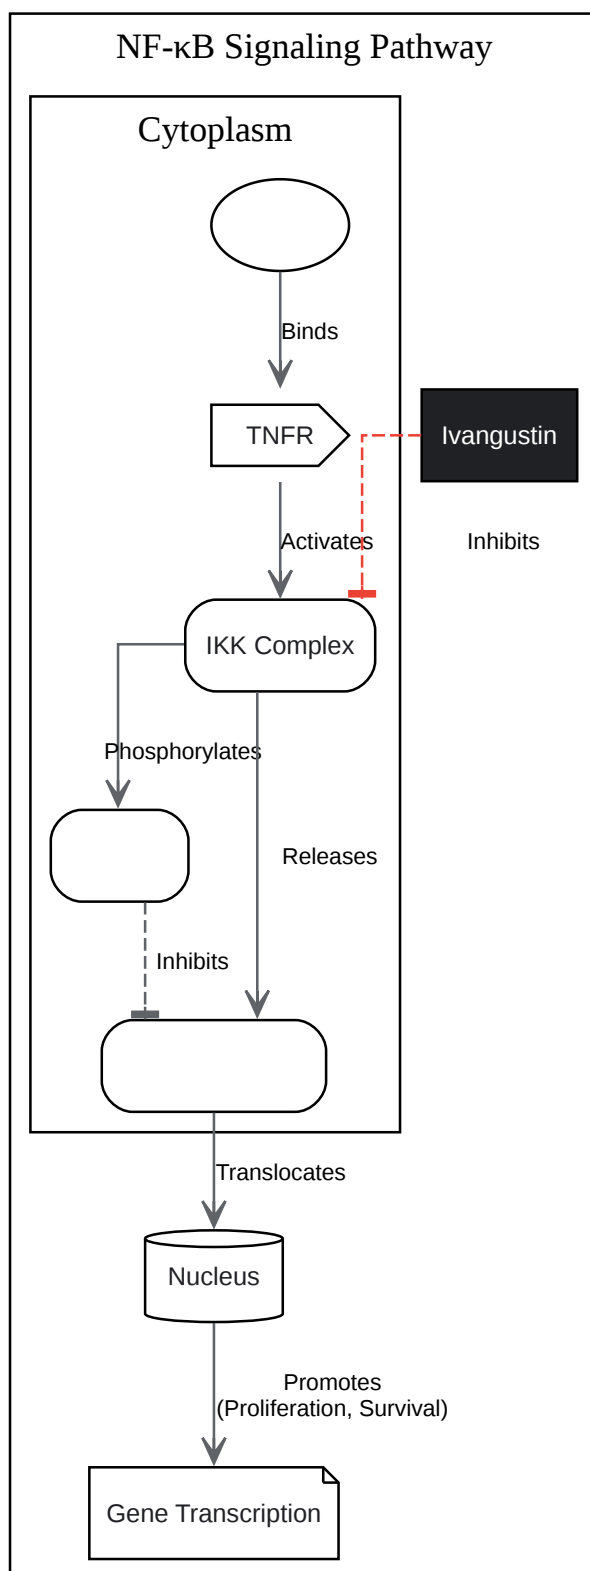 NF-κB Signaling Pathway
Cytoplasm
Binds
TNFR
Ivangustin
Activates
Inhibits
IKK Complex
Phosphorylates
Releases
Inhibits
Translocates
Nucleus
Promotes
(Proliferation, Survival)
Gene Transcription